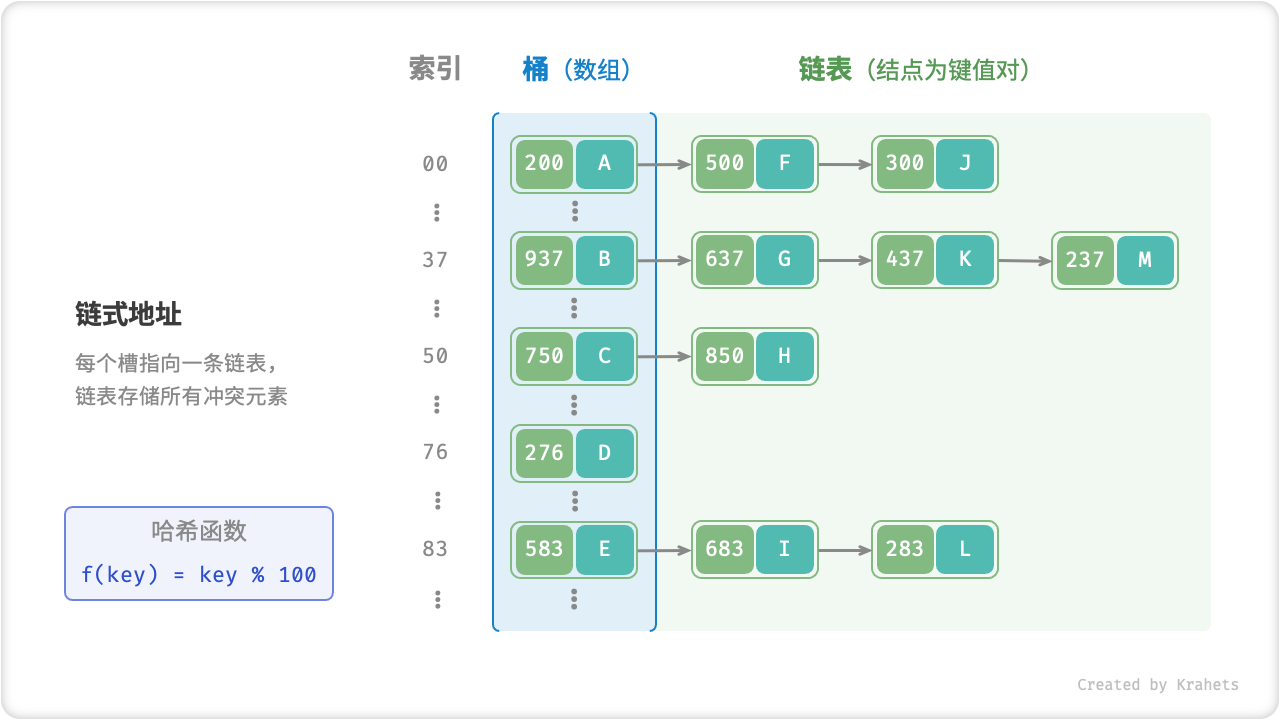 索引 桶（数组） 链表（结点为键值对）
00 200 A 500 F 300 J
37 937 B 637 G 437 K 237 M
链式地址
每个槽指向一条链表，
链表存储所有冲突元素
50 750 C 850 H
76 276 D
哈希函数
f(key) = key % 100
83 583 E 683 I 283 L
Created by Krahets